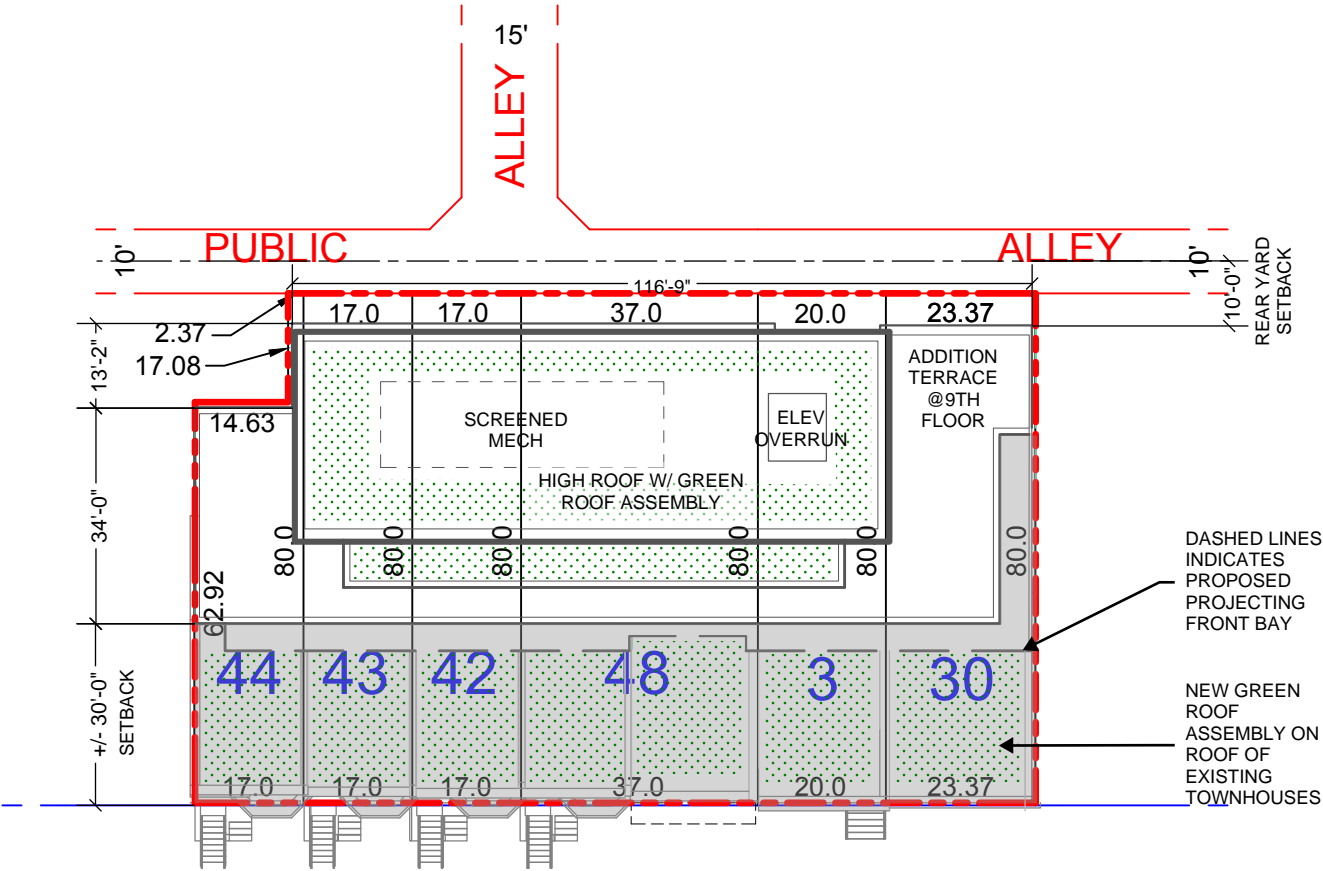 15'
ALLEY
PUBLIC
ALLEY
10'
10'
10'-0"
REAR YARD
SETBACK
116'-9"
17.0
17.0
37.0
20.0
23.37
2.37
17.08
13'-2"
14.63
ADDITION
TERRACE
@9TH
FLOOR
SCREENED
MECH
ELEV
OVERRUN
HIGH ROOF W/ GREEN
ROOF ASSEMBLY
34'-0"
80.0
80.0
80.0
80.0
80.0
80.0
62.92
DASHED LINES
INDICATES
PROPOSED
PROJECTING
FRONT BAY
44
43
42
48
3
30
+/- 30'-0"
SETBACK
NEW GREEN
ROOF
ASSEMBLY ON
ROOF OF
EXISTING
TOWNHOUSES
17.0
17.0
17.0
37.0
20.0
23.37